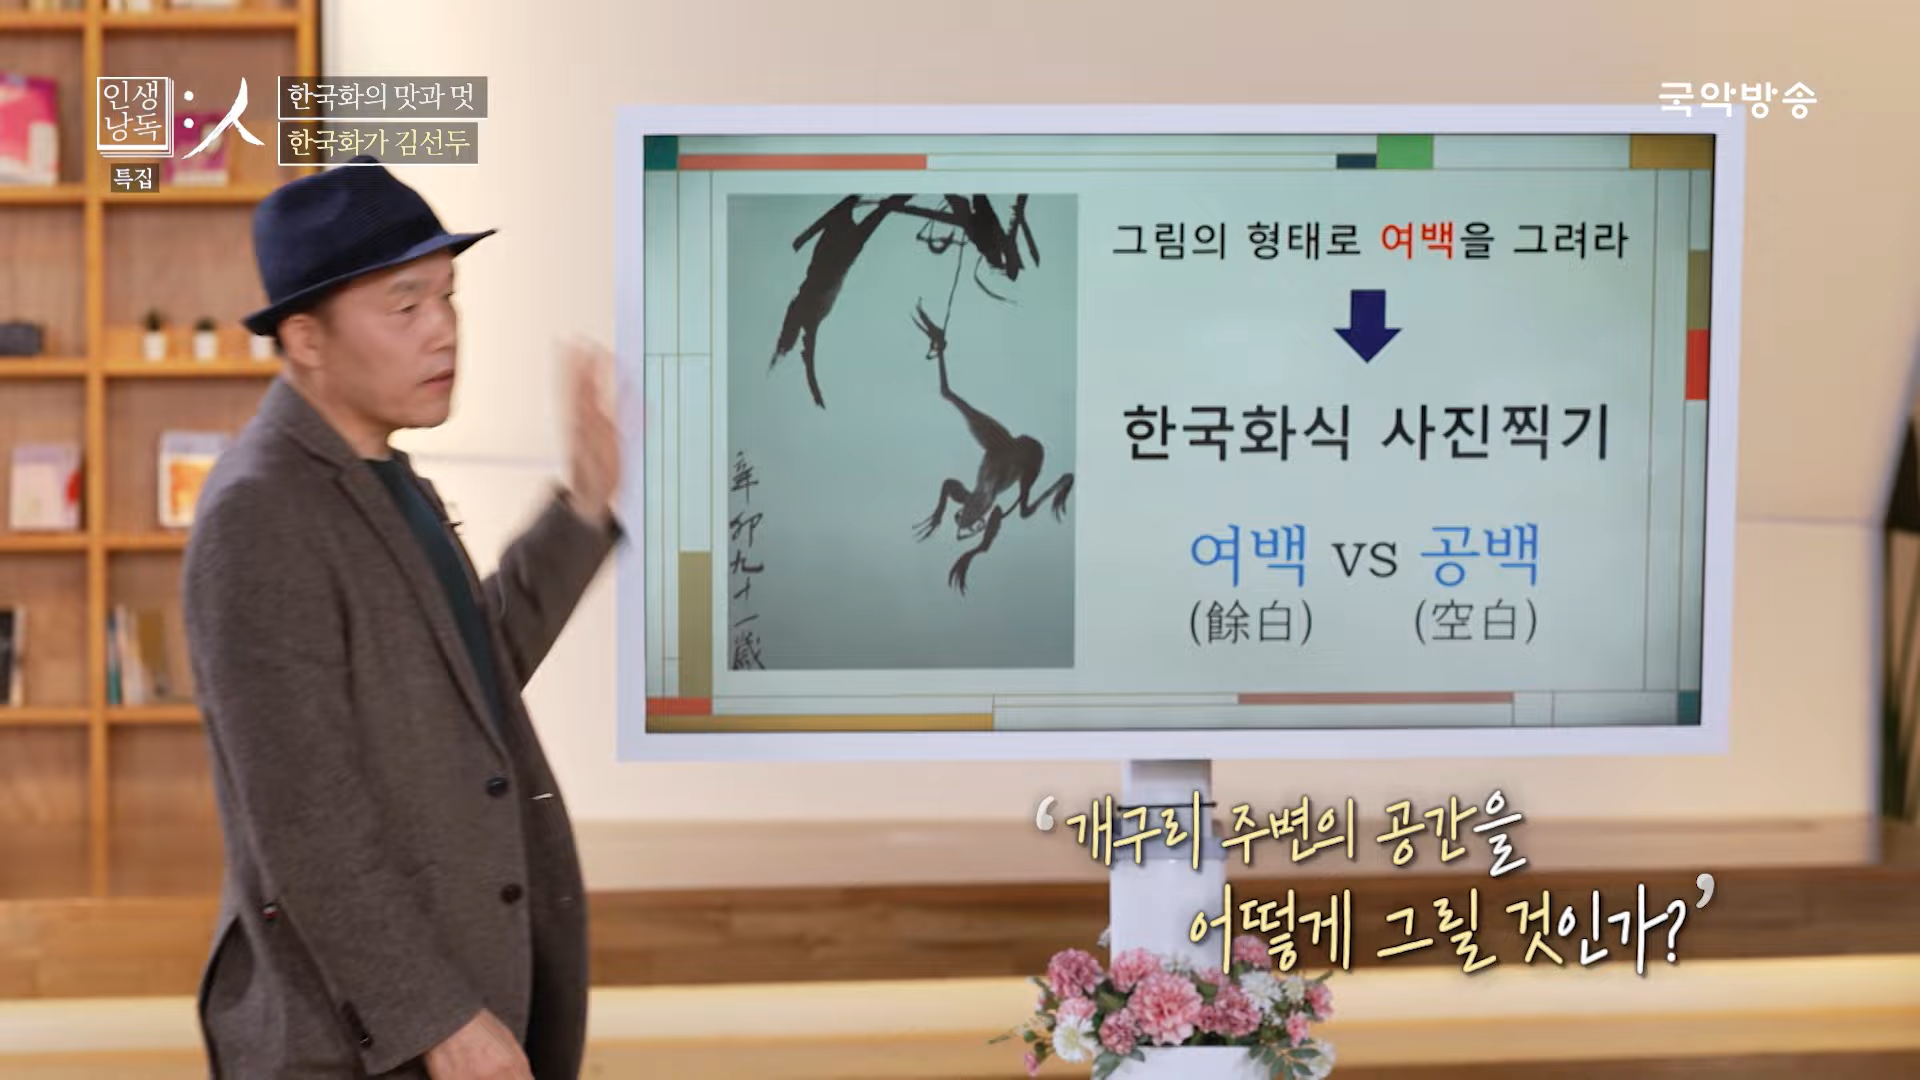 인생
낭독
:人
특집
한국화의 맛과 멋
한국화가 김선두
국악방송
그림의 형태로 여백을 그려라
한국화식 사진찍기
여백 vs 공백
(餘白) (空白)
辛卯九十一歲
‘개구리 주변의 공간을
어떻게 그릴 것인가?’